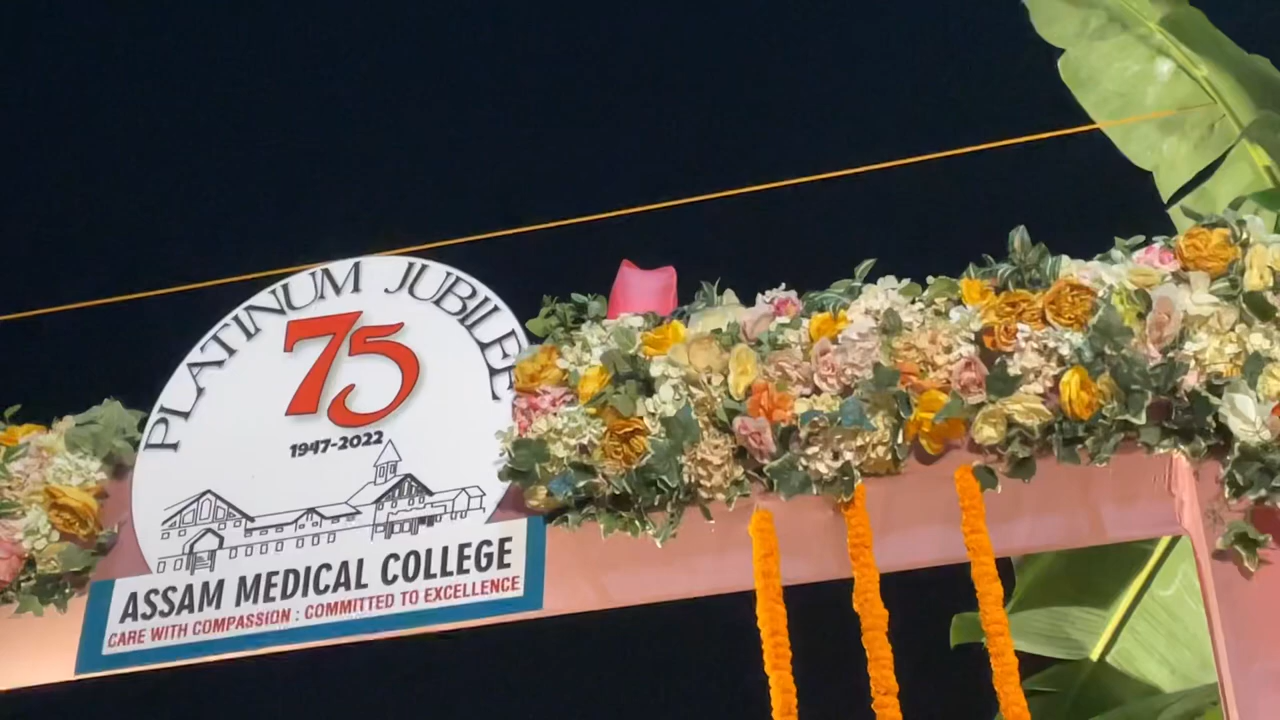 PLATINUM JUBILEE
75
1947-2022
ASSAM MEDICAL COLLEGE
CARE WITH COMPASSION : COMMITTED TO EXCELLENCE